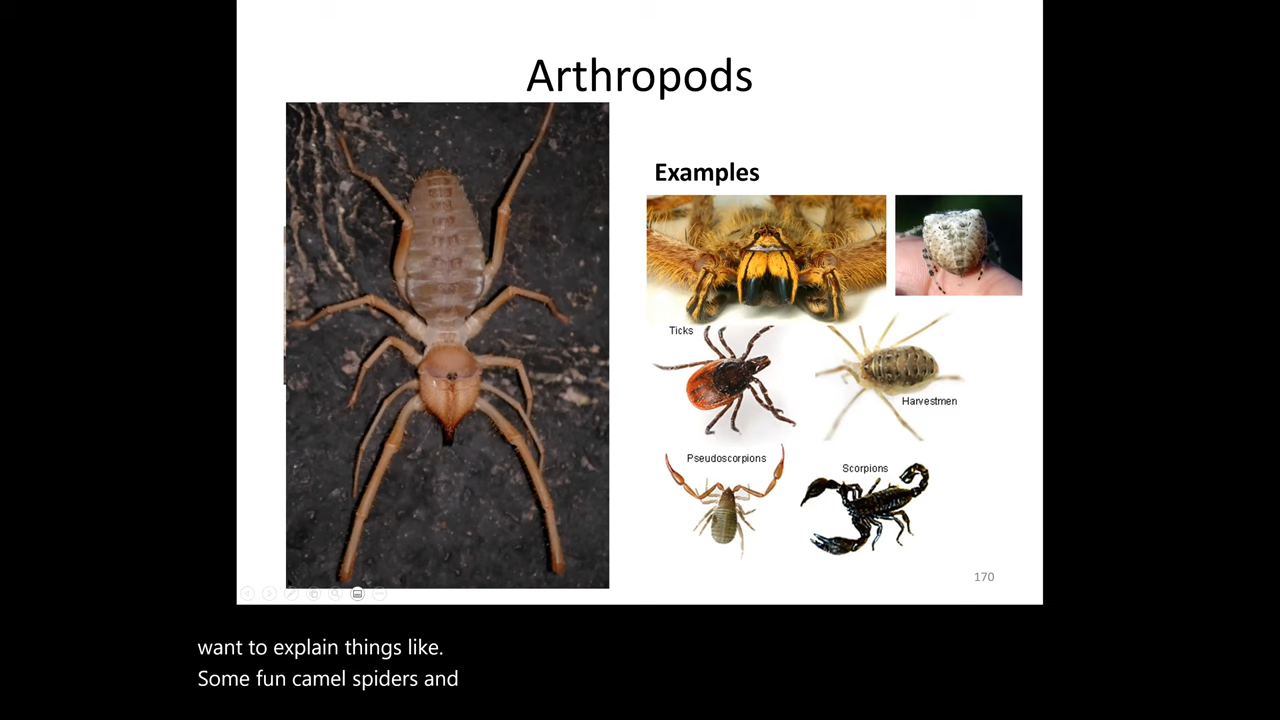 Arthropods
Examples
Ticks
Harvestmen
Pseudoscorpions
Scorpions
170
want to explain things like.
Some fun camel spiders and